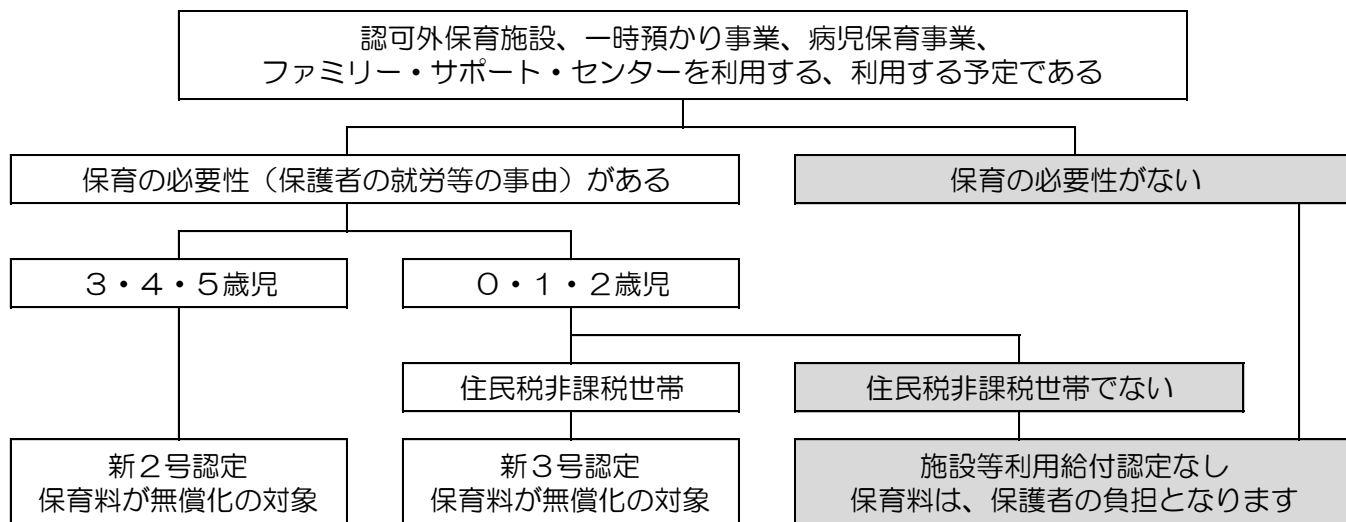 認可外保育施設、一時預かり事業、病児保育事業、
ファミリー・サポート・センターを利用する、利用する予定である
保育の必要性（保護者の就労等の事由）がある
保育の必要性がない
３・４・５歳児
０・１・２歳児
住民税非課税世帯
住民税非課税世帯でない
新２号認定
保育料が無償化の対象
新３号認定
保育料が無償化の対象
施設等利用給付認定なし
保育料は、保護者の負担となります